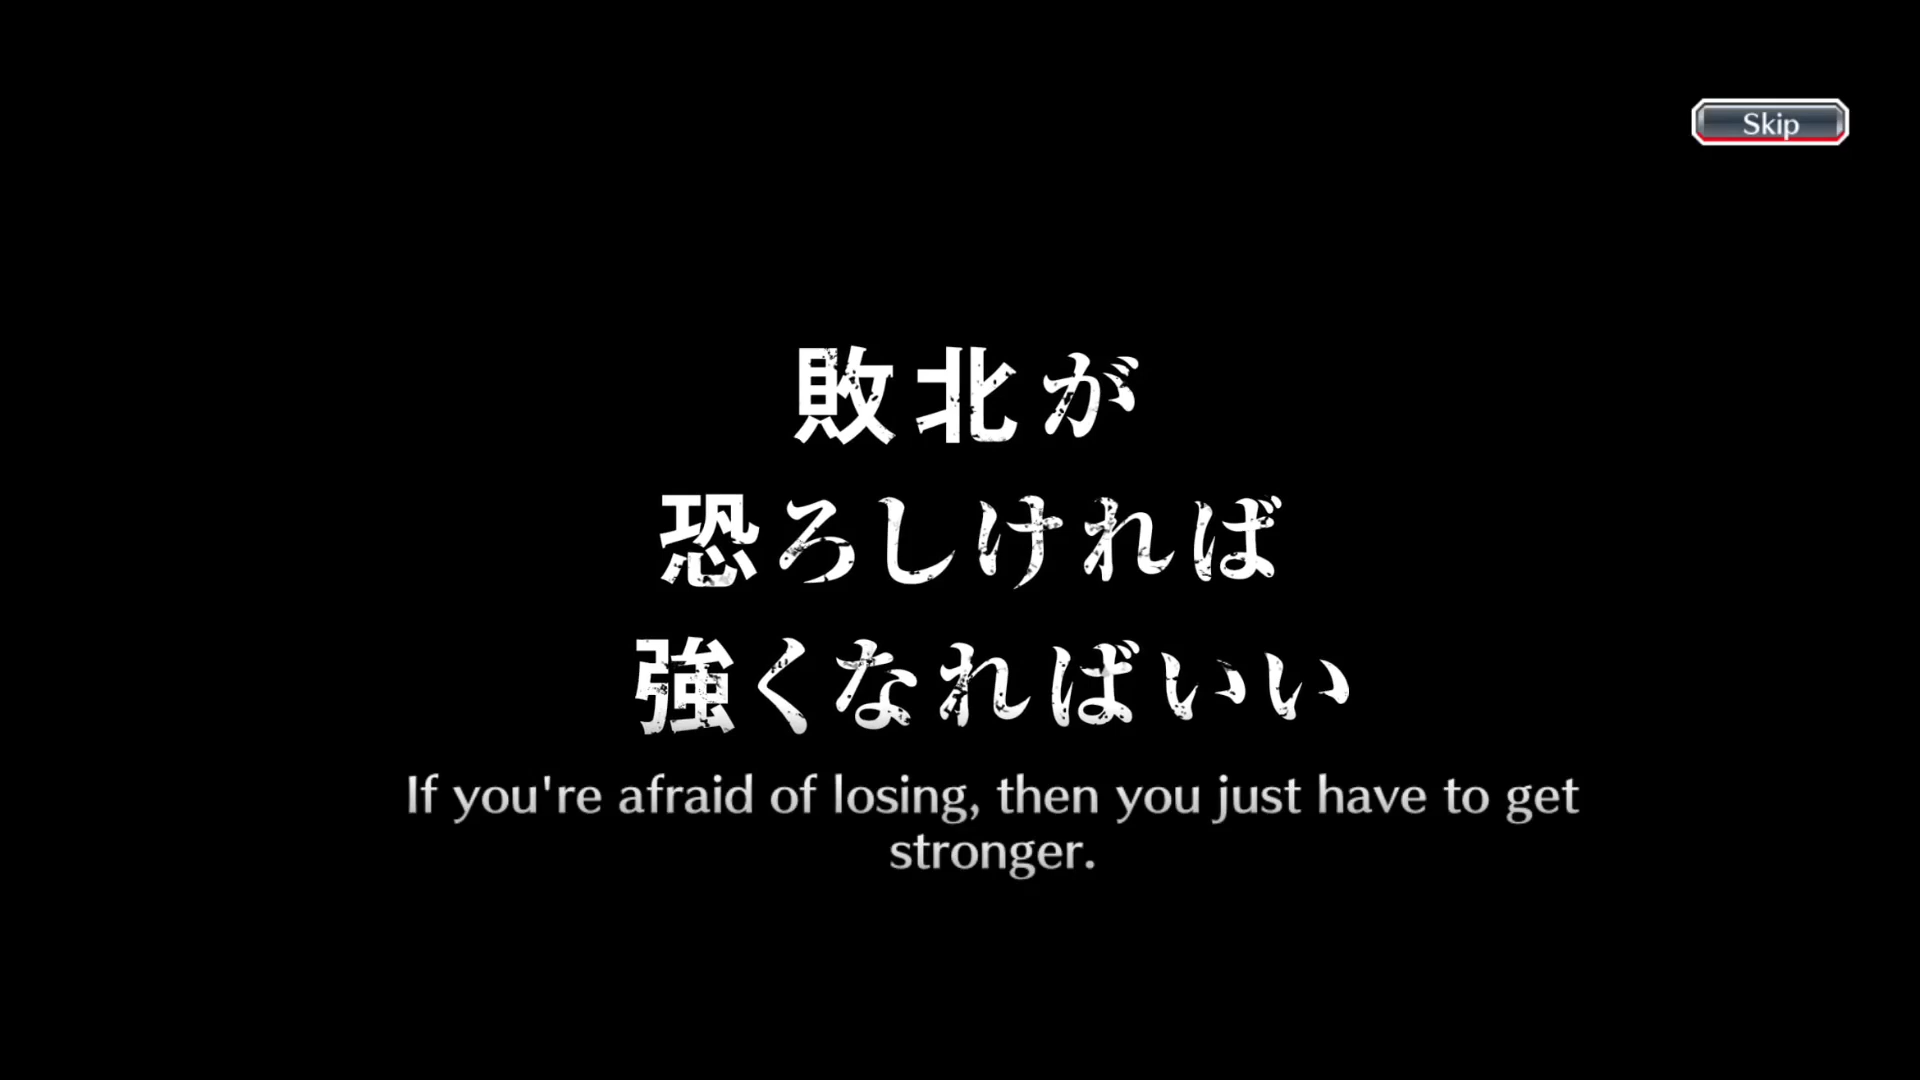 Skip
敗北が
恐ろしければ
強くなればいい
If you're afraid of losing, then you just have to get
stronger.